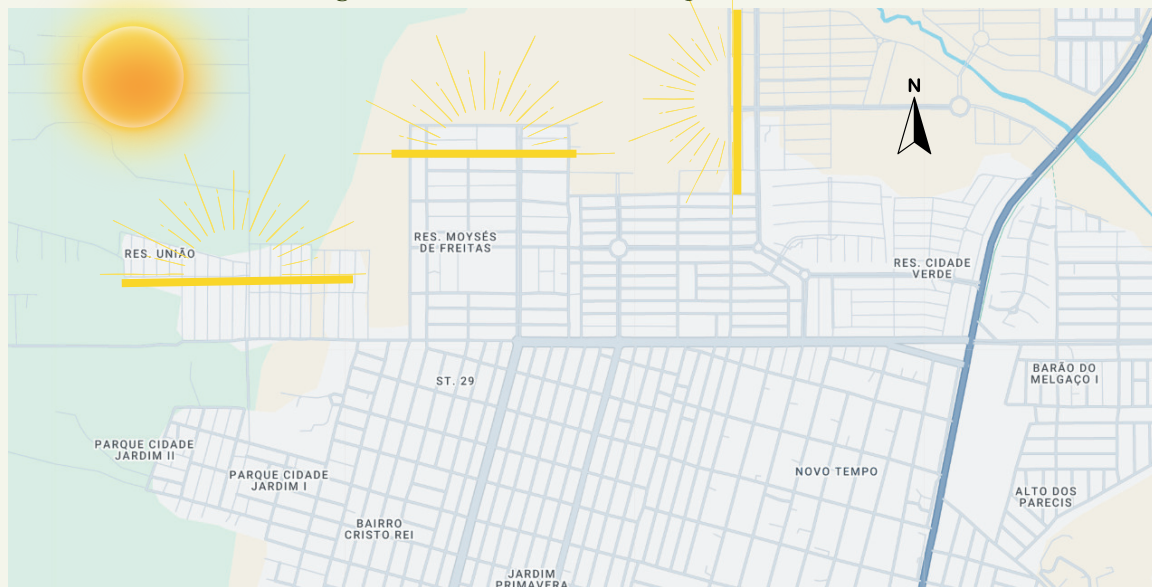 N
RES. MOYSÉS
DE FREITAS
RES. UNIÃO
RES. CIDADE
VERDE
BARÃO DO
MELGAÇO I
ST. 29
PARQUE CIDADE
JARDIM II
PARQUE CIDADE
JARDIM I
NOVO TEMPO
ALTO DOS
PARECIS
BAIRRO
CRISTO REI
JARDIM
PRIMAVERA